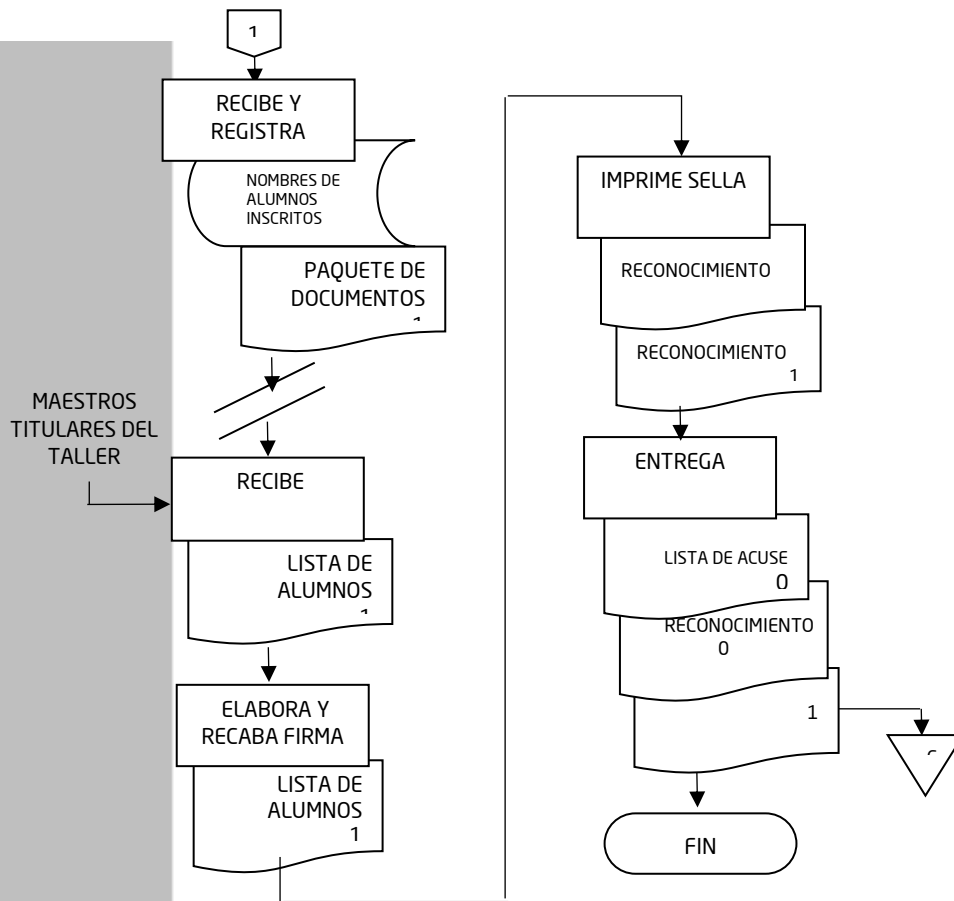 1
RECIBE Y
REGISTRA
NOMBRES DE
ALUMNOS
INSCRITOS
PAQUETE DE
DOCUMENTOS
MAESTROS
TITULARES DEL
TALLER
RECIBE
LISTA DE
ALUMNOS
ELABORA Y
RECABA FIRMA
LISTA DE
ALUMNOS
1
IMPRIME SELLA
RECONOCIMIENTO
RECONOCIMIENTO
1
ENTREGA
LISTA DE ACUSE
0
RECONOCIMIENTO
0
1
FIN